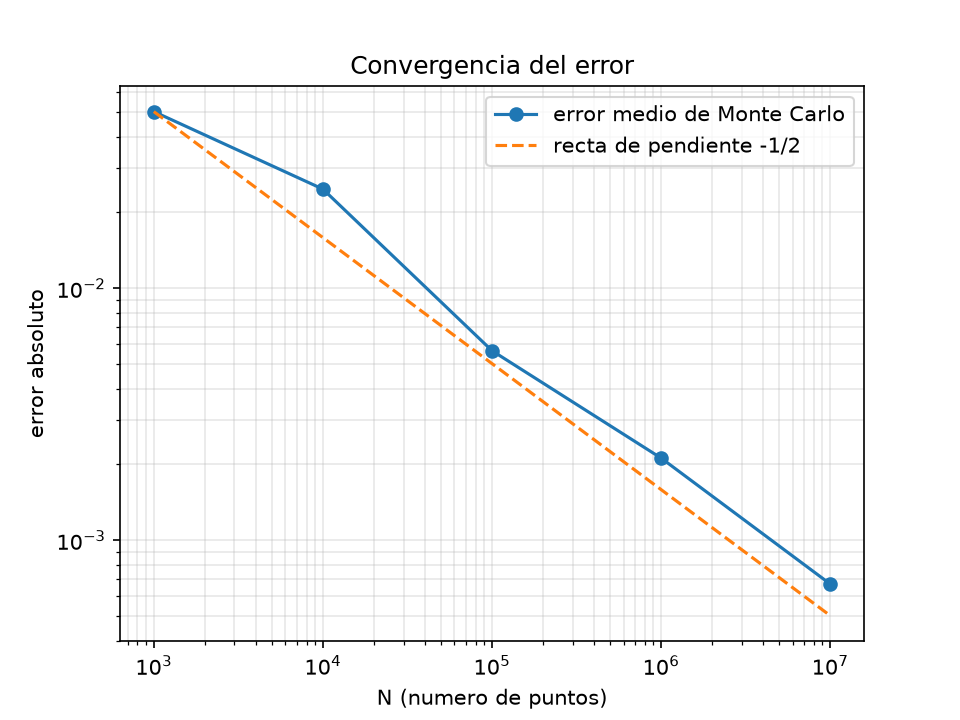 Convergencia del error
error medio de Monte Carlo
recta de pendiente -1/2
error absoluto
10⁻²
10⁻³
10³ 10⁴ 10⁵ 10⁶ 10⁷
N (numero de puntos)